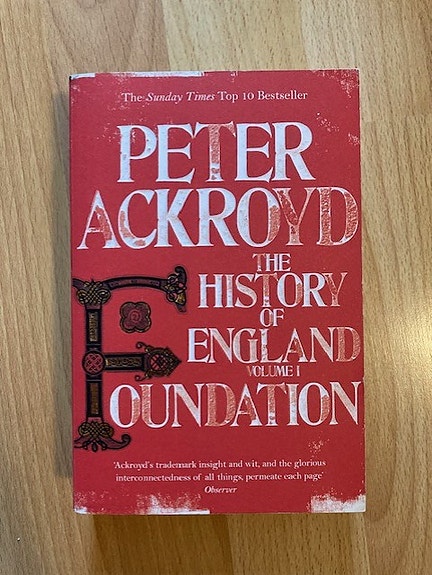 The Sunday Times Top 10 Bestseller
PETER
ACKROYD
THE
HISTORY
OF
ENGLAND
VOLUME I
FOUNDATION
'Ackroyd's trademark insight and wit, and the glorious
interconnectedness of all things, permeate each page'
Observer